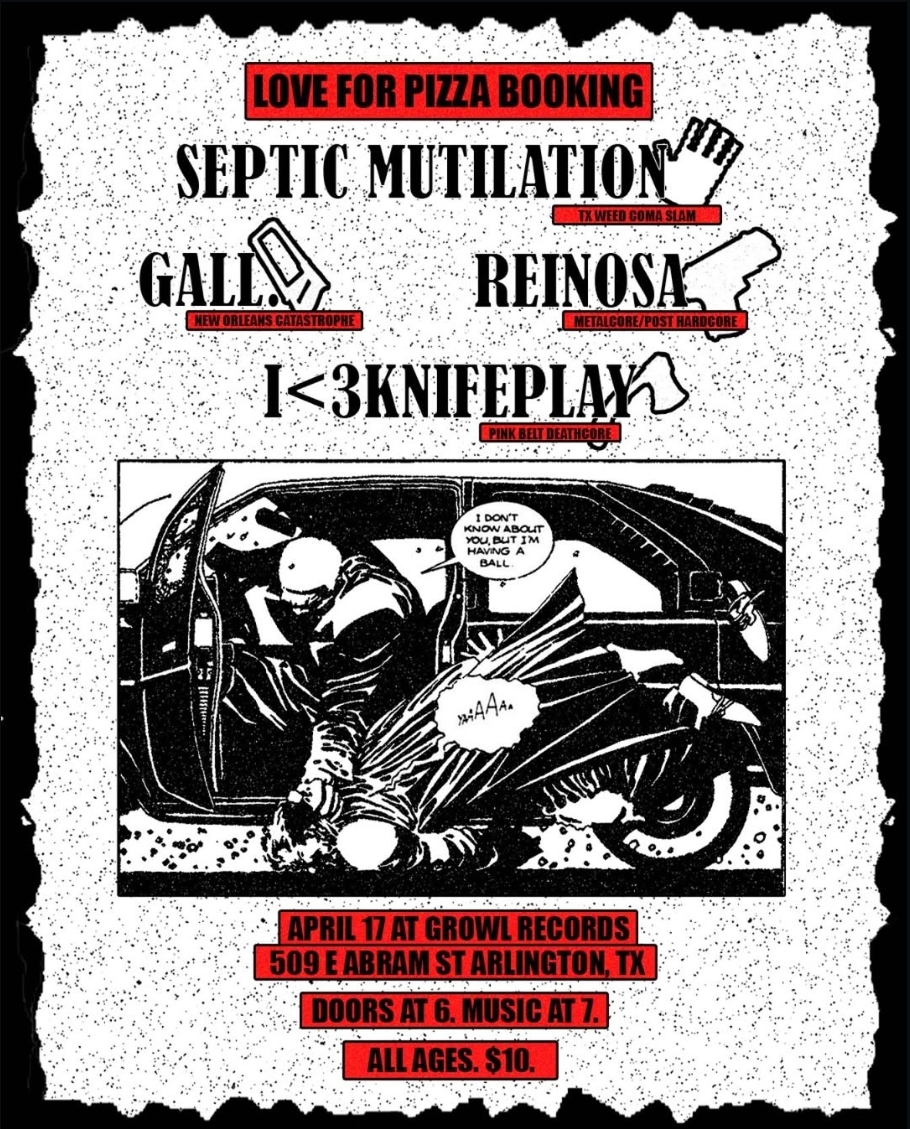 LOVE FOR PIZZA BOOKING
SEPTIC MUTILATION
TX WEED COMA SLAM
GALL.
NEW ORLEANS CATASTROPHE
REINOSA
METALCORE/POST HARDCORE
I<3KNIFEPLAY
PINK BELT DEATHCORE
I DON'T
KNOW ABOUT
YOU, BUT I'M
HAVING A
BALL.
APRIL 17 AT GROWL RECORDS
509 E ABRAM ST ARLINGTON, TX
DOORS AT 6. MUSIC AT 7.
ALL AGES. $10.